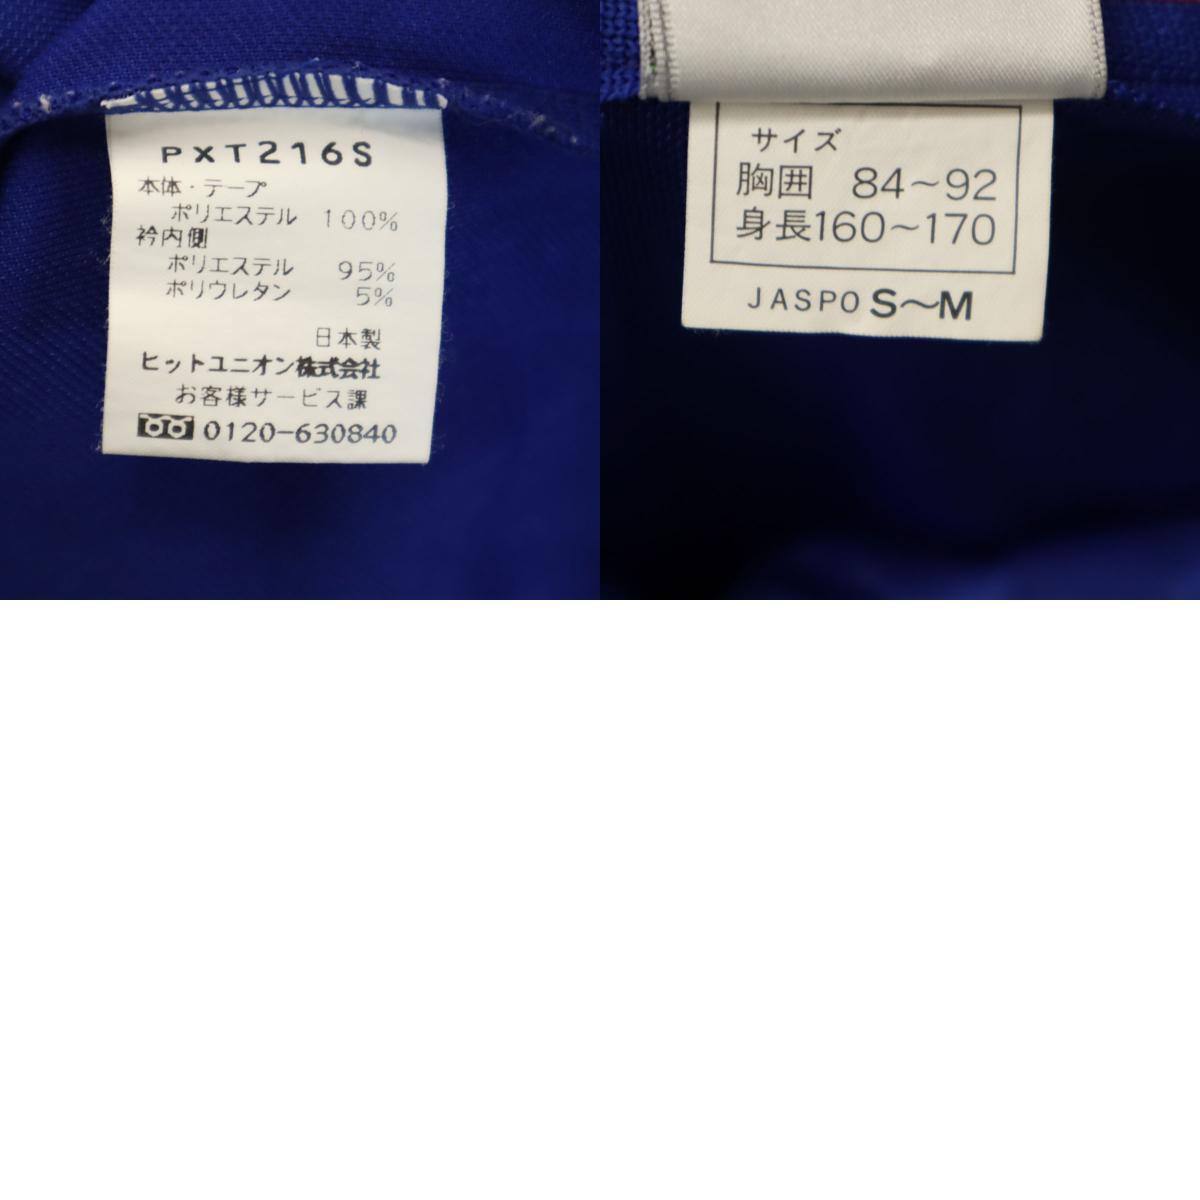 PXT216S
本体・テープ
ポリエステル 100%
衿内側
ポリエステル 95%
ポリウレタン 5%
日本製
ヒットユニオン株式会社
お客様サービス課
0120-630840
サイズ
胸囲 84～92
身長160～170
JASPO S～M